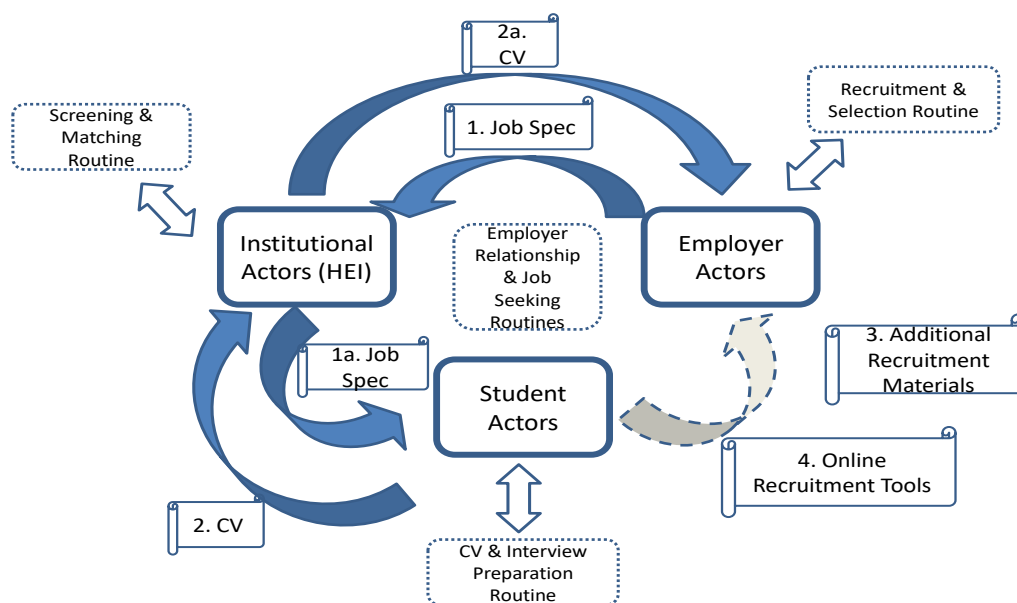 2a.
CV
1. Job Spec
Recruitment &
Selection Routine
Screening &
Matching
Routine
Institutional
Actors (HEI)
Employer
Relationship
& Job
Seeking
Routines
Employer
Actors
1a. Job
Spec
Student
Actors
3. Additional
Recruitment
Materials
4. Online
Recruitment Tools
2. CV
CV & Interview
Preparation
Routine